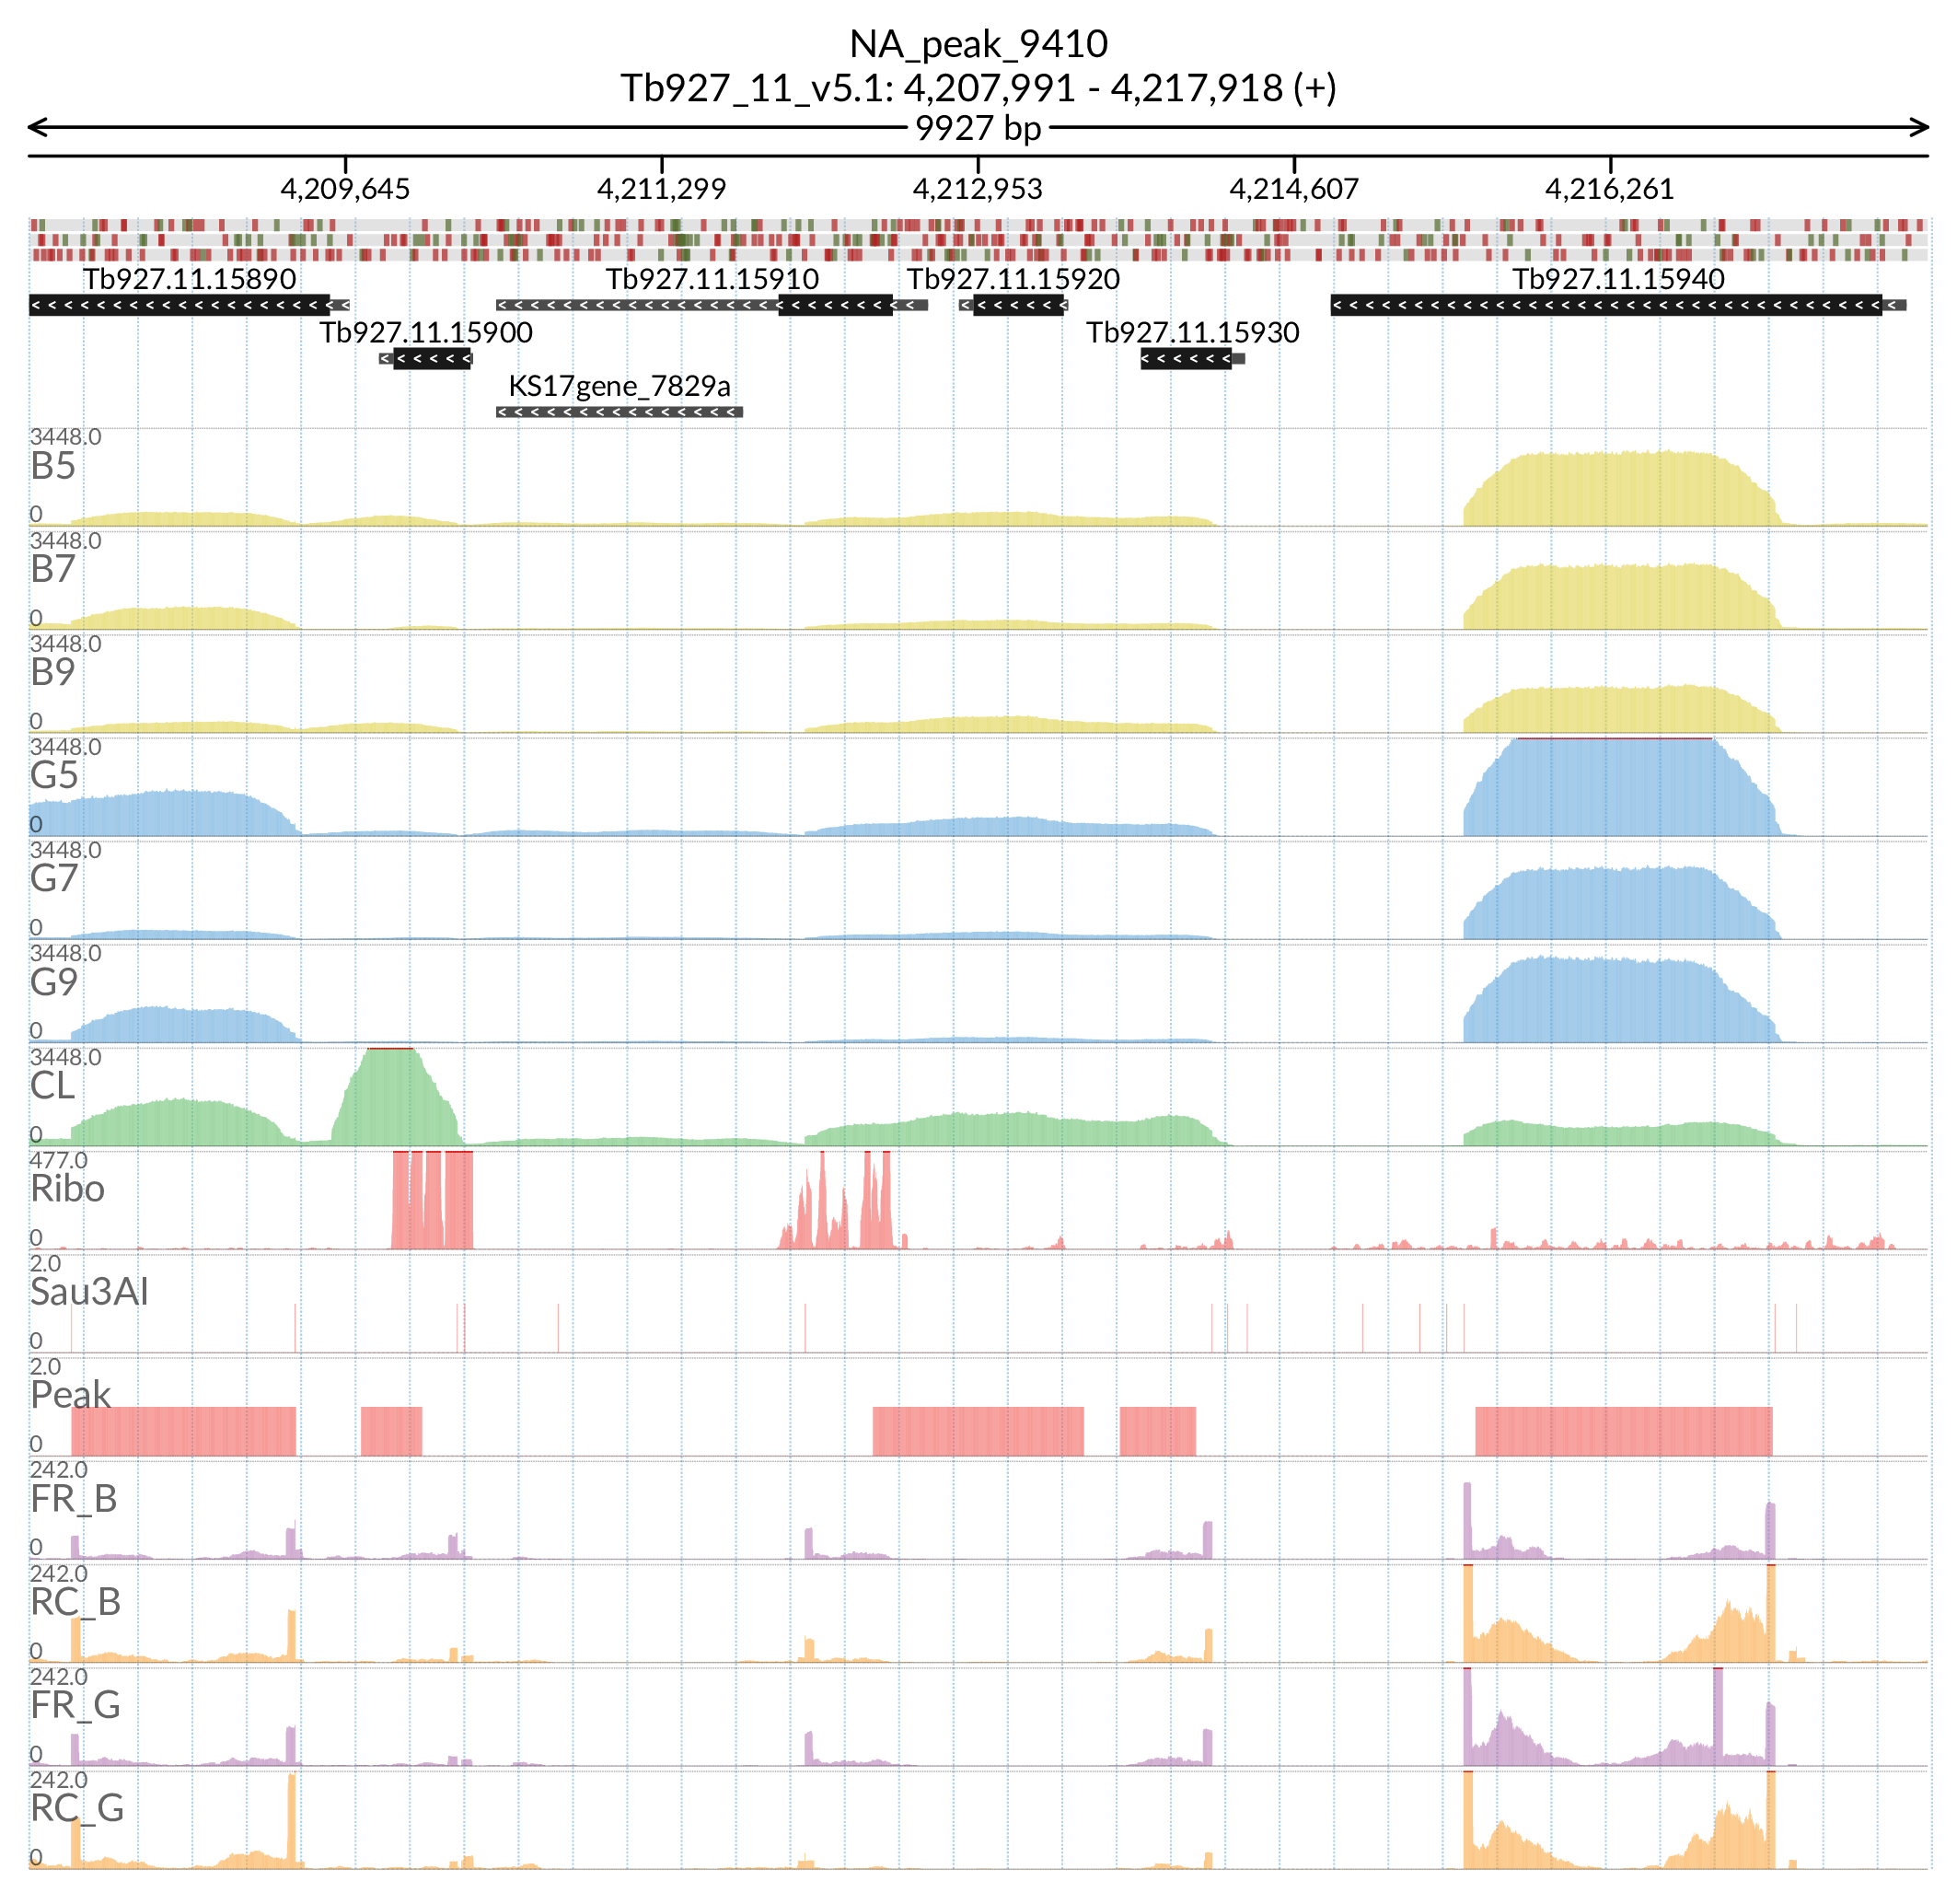 NA_peak_9410
Tb927_11_v5.1: 4,207,991 - 4,217,918 (+)
9927 bp
4,209,645 4,211,299 4,212,953 4,214,607 4,216,261
Tb927.11.15890 Tb927.11.15910 Tb927.11.15920 Tb927.11.15940
Tb927.11.15900 Tb927.11.15930
KS17gene_7829a
3448.0
B5
0
3448.0
B7
0
3448.0
B9
0
3448.0
G5
0
3448.0
G7
0
3448.0
G9
0
3448.0
CL
0
477.0
Ribo
0
2.0
Sau3AI
0
2.0
Peak
0
242.0
FR_B
0
242.0
RC_B
0
242.0
FR_G
0
242.0
RC_G
0